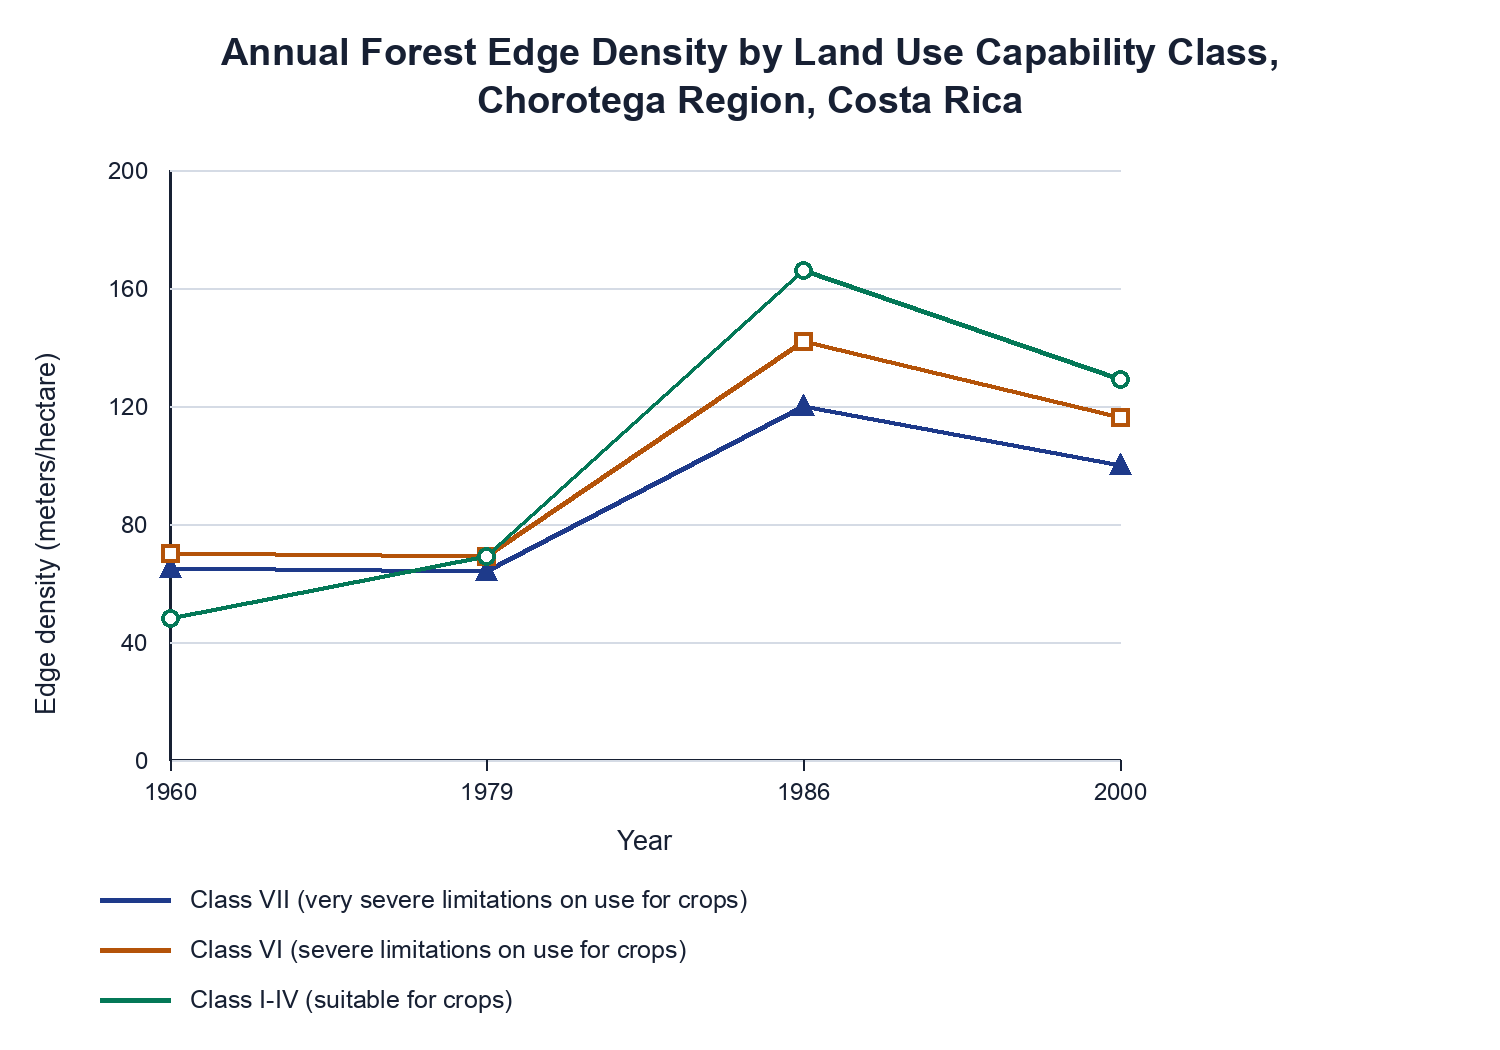 Annual Forest Edge Density by Land Use Capability Class,
Chorotega Region, Costa Rica
200
160
120
80
40
0
Edge density (meters/hectare)
1960 1979 1986 2000
Year
Class VII (very severe limitations on use for crops)
Class VI (severe limitations on use for crops)
Class I-IV (suitable for crops)